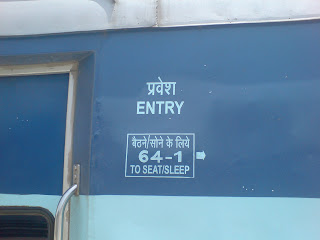 प्रवेश
ENTRY
बैठने/सोने के लिये
64-1
TO SEAT/SLEEP